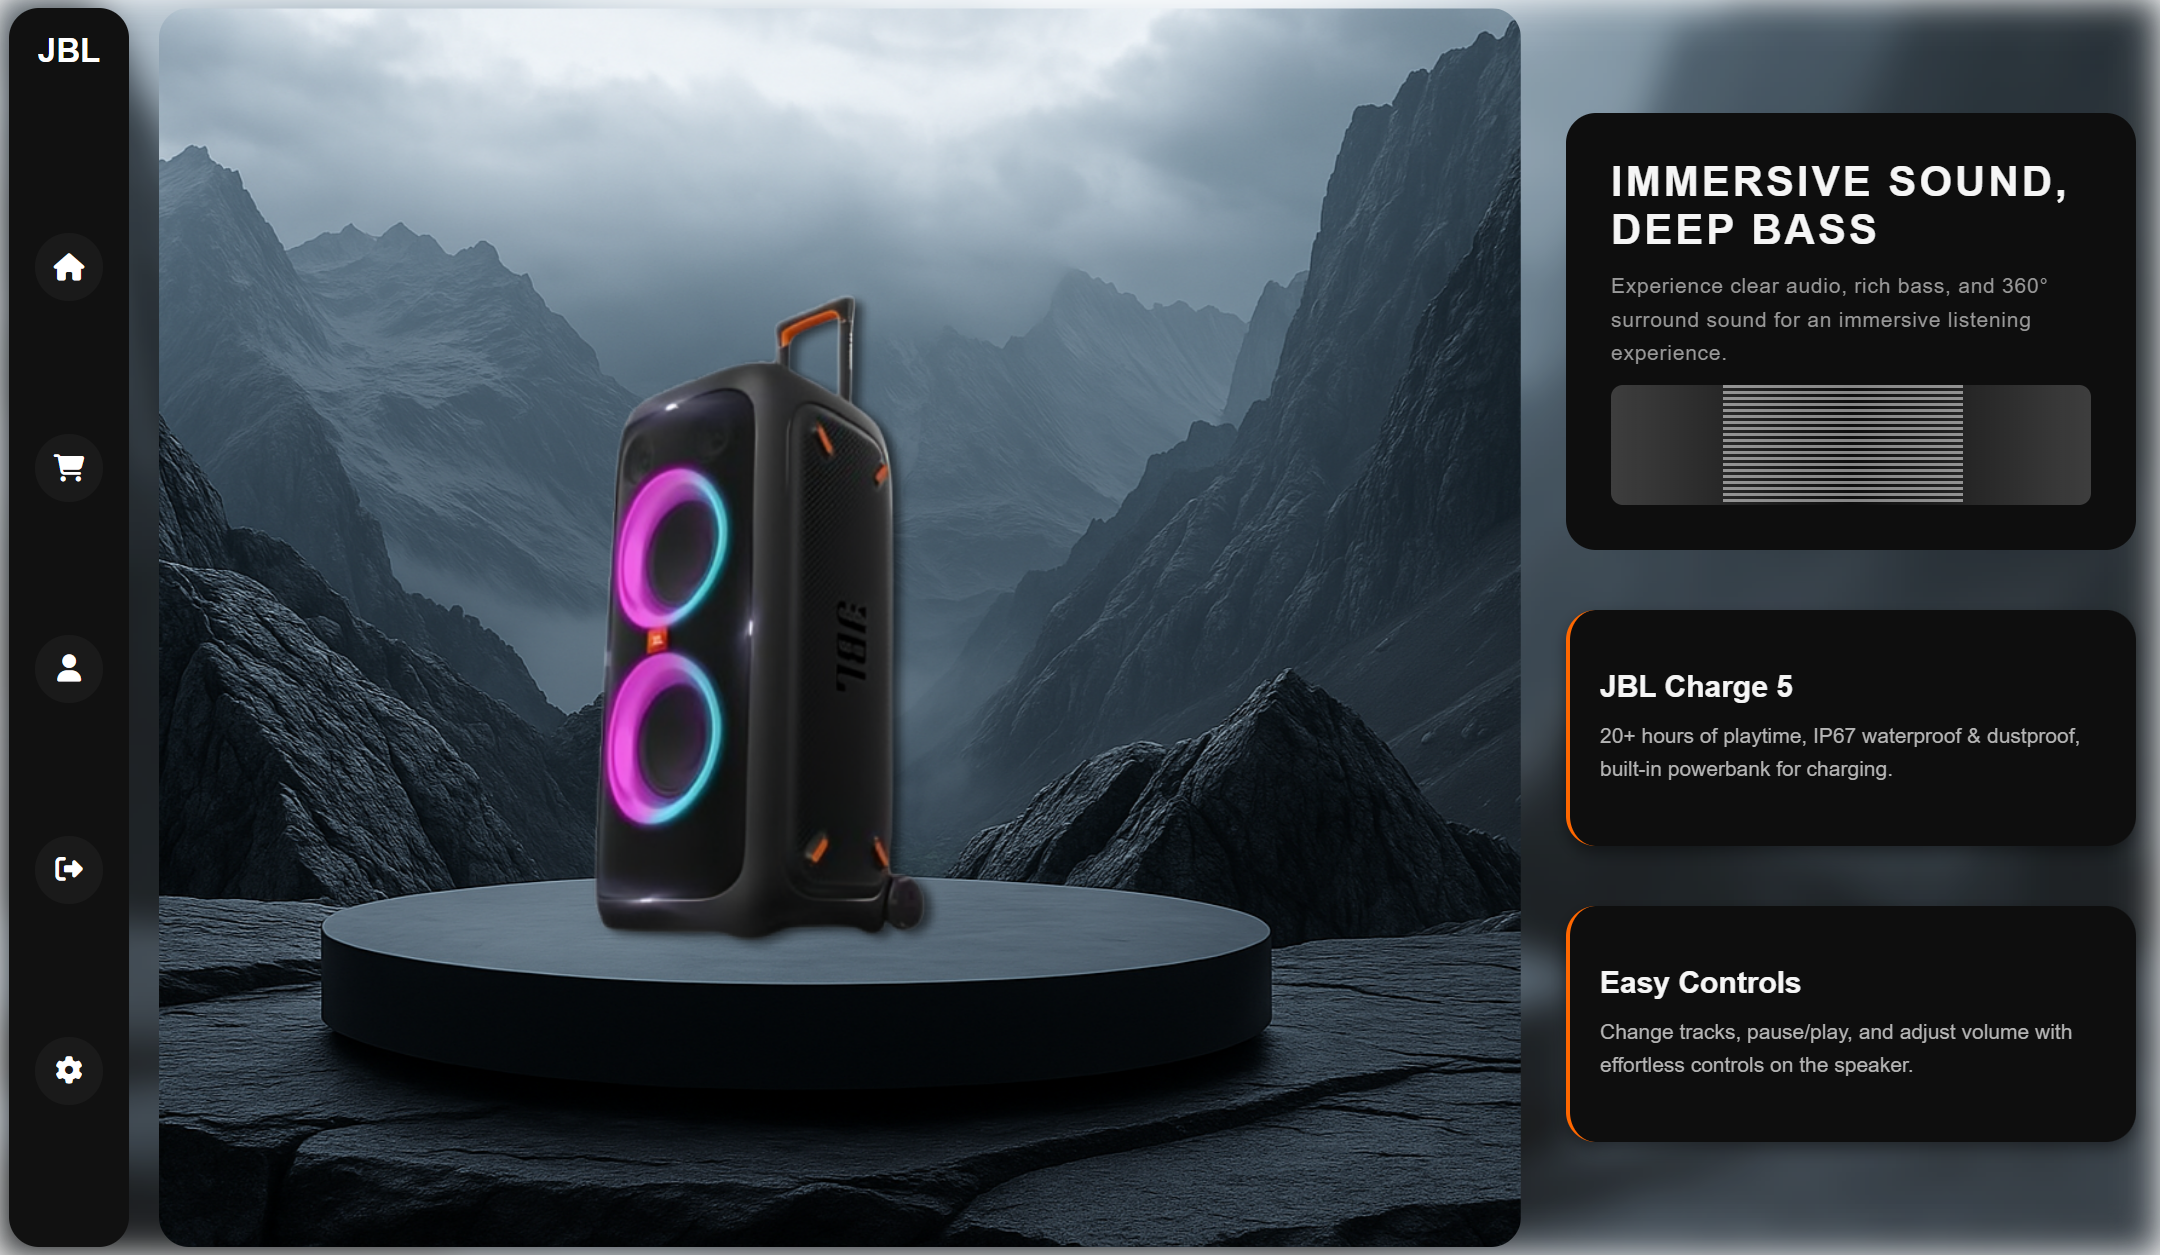 JBL
JBL
IMMERSIVE SOUND,
DEEP BASS
Experience clear audio, rich bass, and 360°
surround sound for an immersive listening
experience.
JBL Charge 5
20+ hours of playtime, IP67 waterproof & dustproof,
built-in powerbank for charging.
Easy Controls
Change tracks, pause/play, and adjust volume with
effortless controls on the speaker.